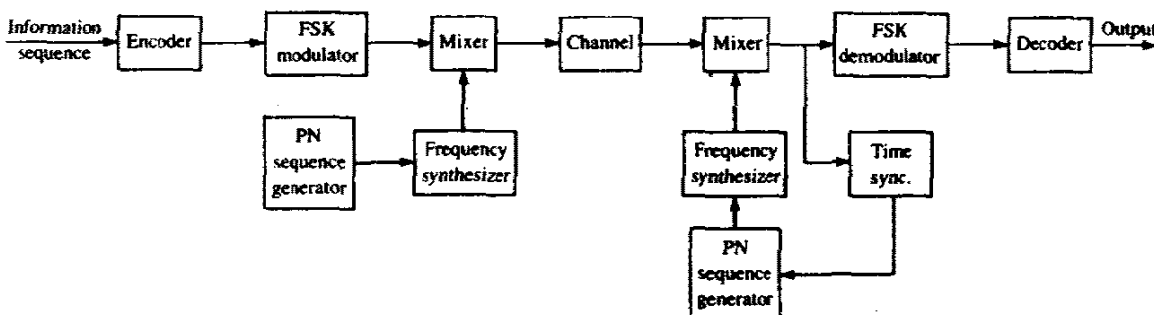 Information
sequence
Encoder
FSK
modulator
Mixer
Channel
Mixer
FSK
demodulator
Decoder
Output
PN
sequence
generator
Frequency
synthesizer
Frequency
synthesizer
Time
sync.
PN
sequence
generator